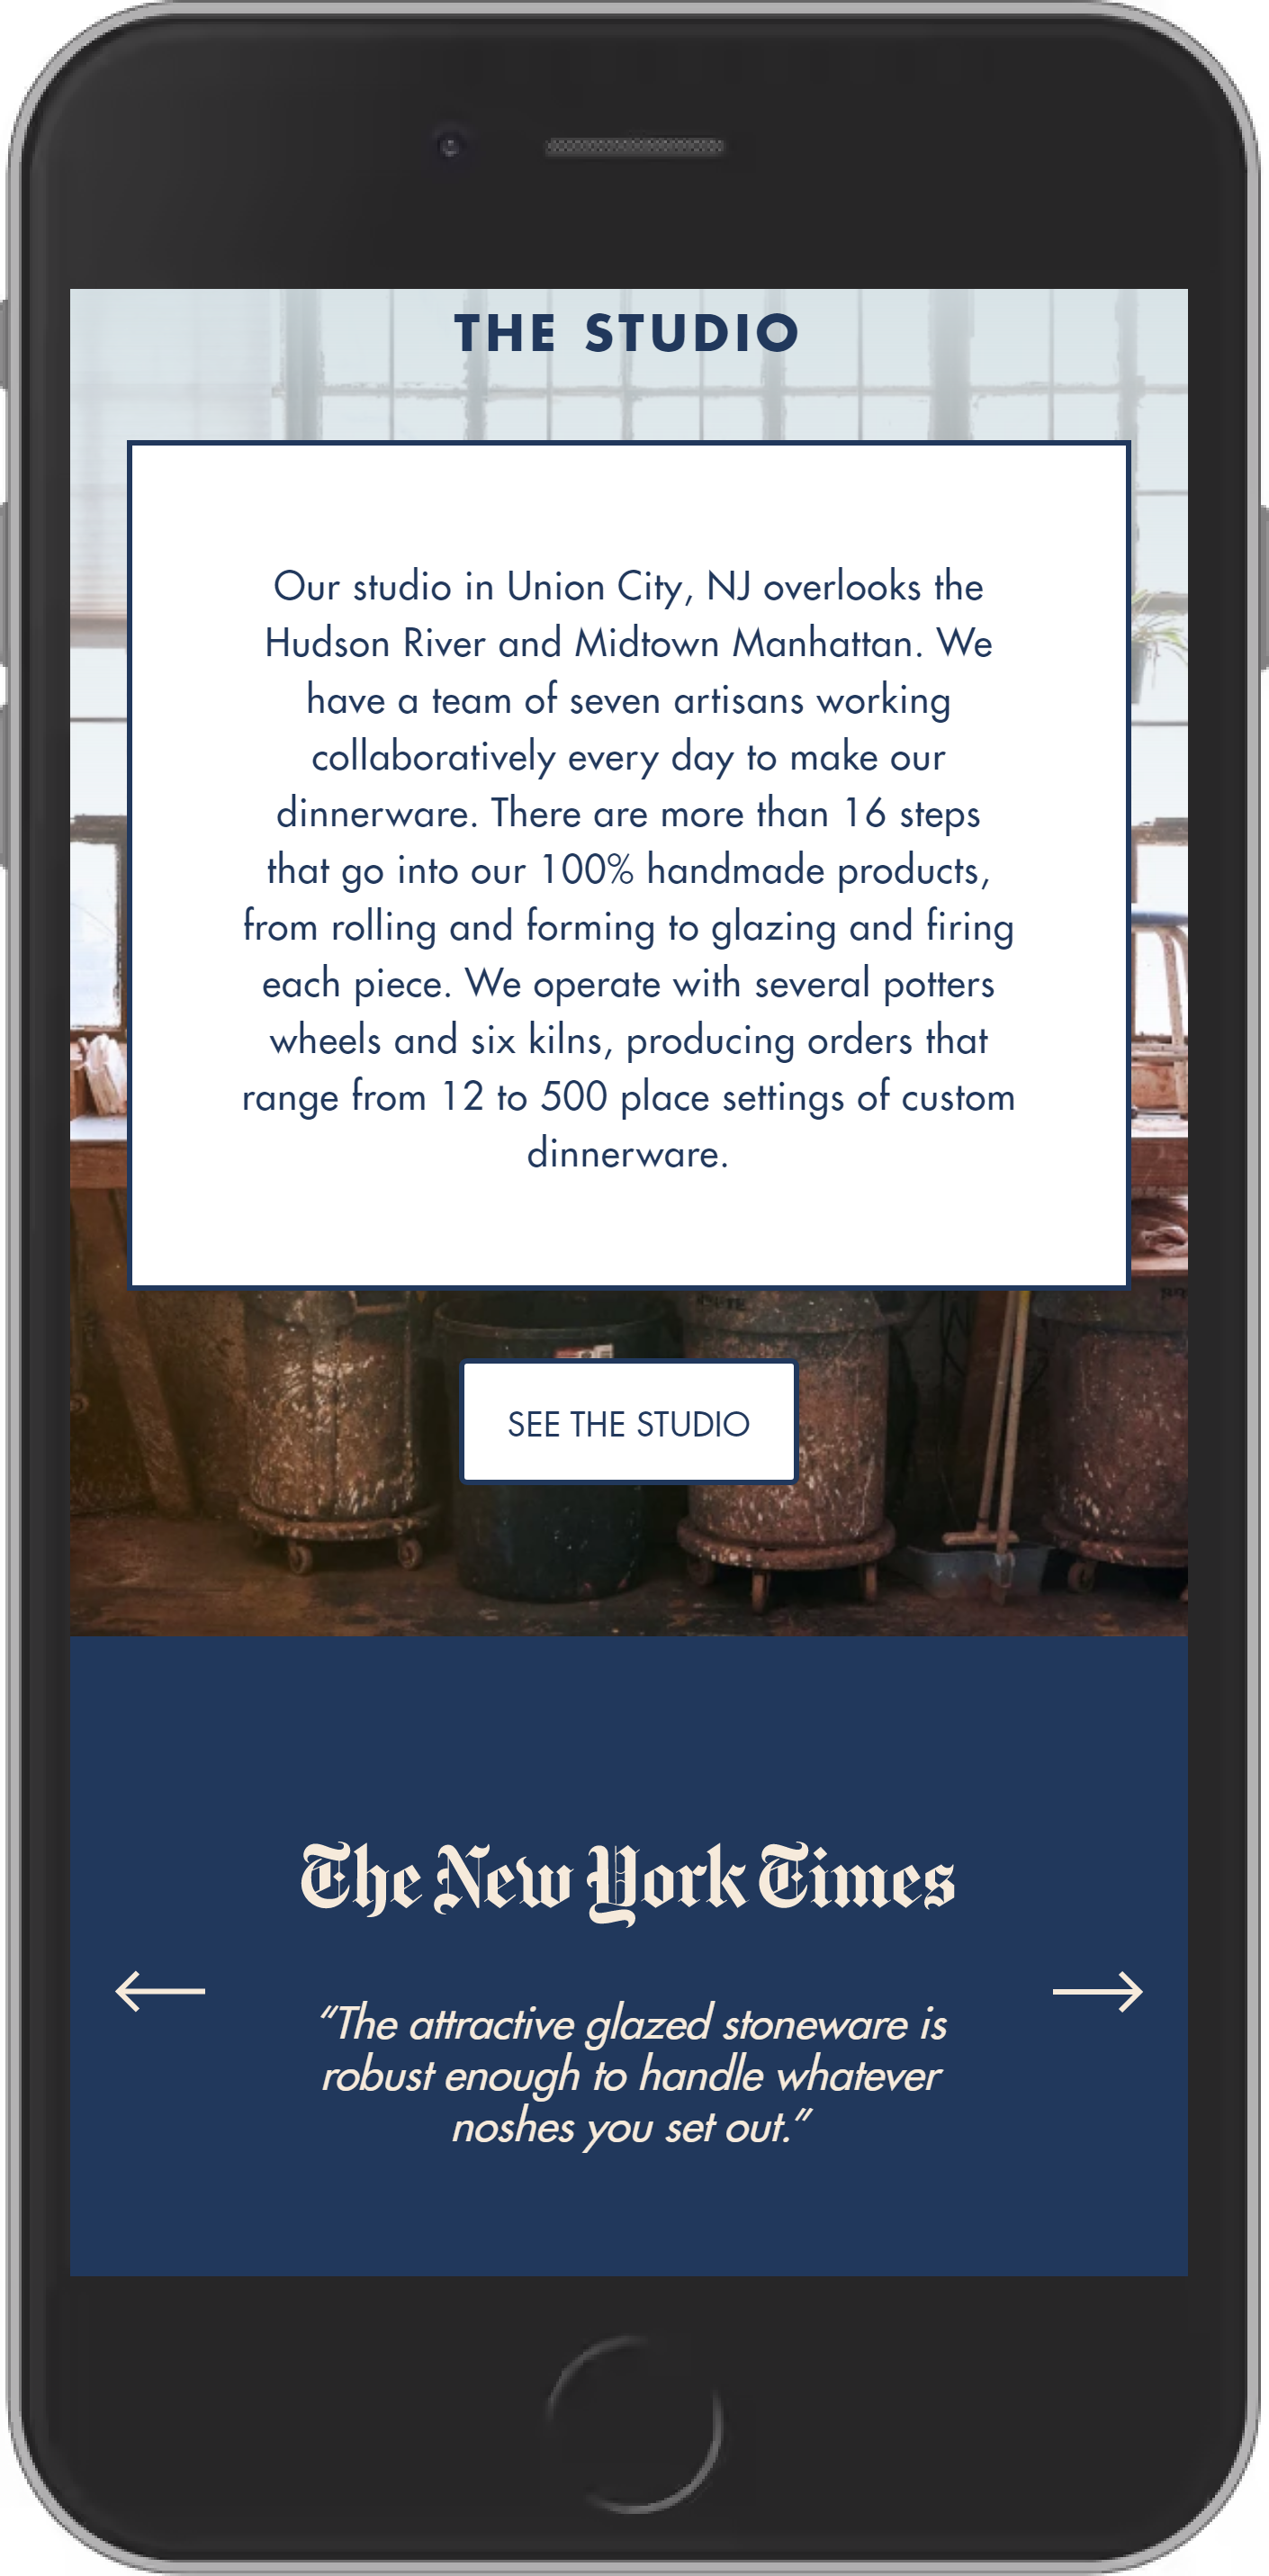 THE STUDIO
Our studio in Union City, NJ overlooks the
Hudson River and Midtown Manhattan. We
have a team of seven artisans working
collaboratively every day to make our
dinnerware. There are more than 16 steps
that go into our 100% handmade products,
from rolling and forming to glazing and firing
each piece. We operate with several potters
wheels and six kilns, producing orders that
range from 12 to 500 place settings of custom
dinnerware.
SEE THE STUDIO
The New York Times
“The attractive glazed stoneware is
robust enough to handle whatever
noshes you set out.”